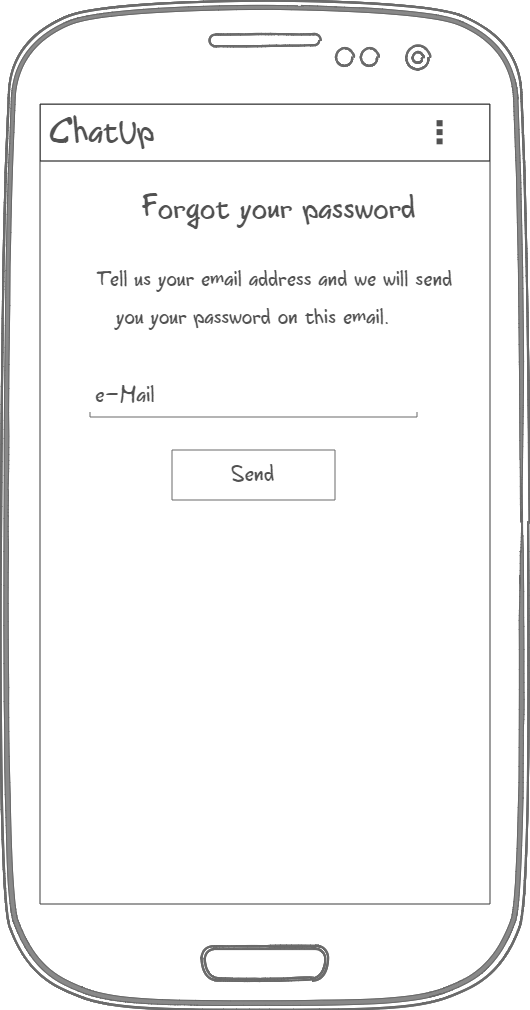 ChatUp
Forgot your password
Tell us your email address and we will send
you your password on this email.
e-Mail
Send